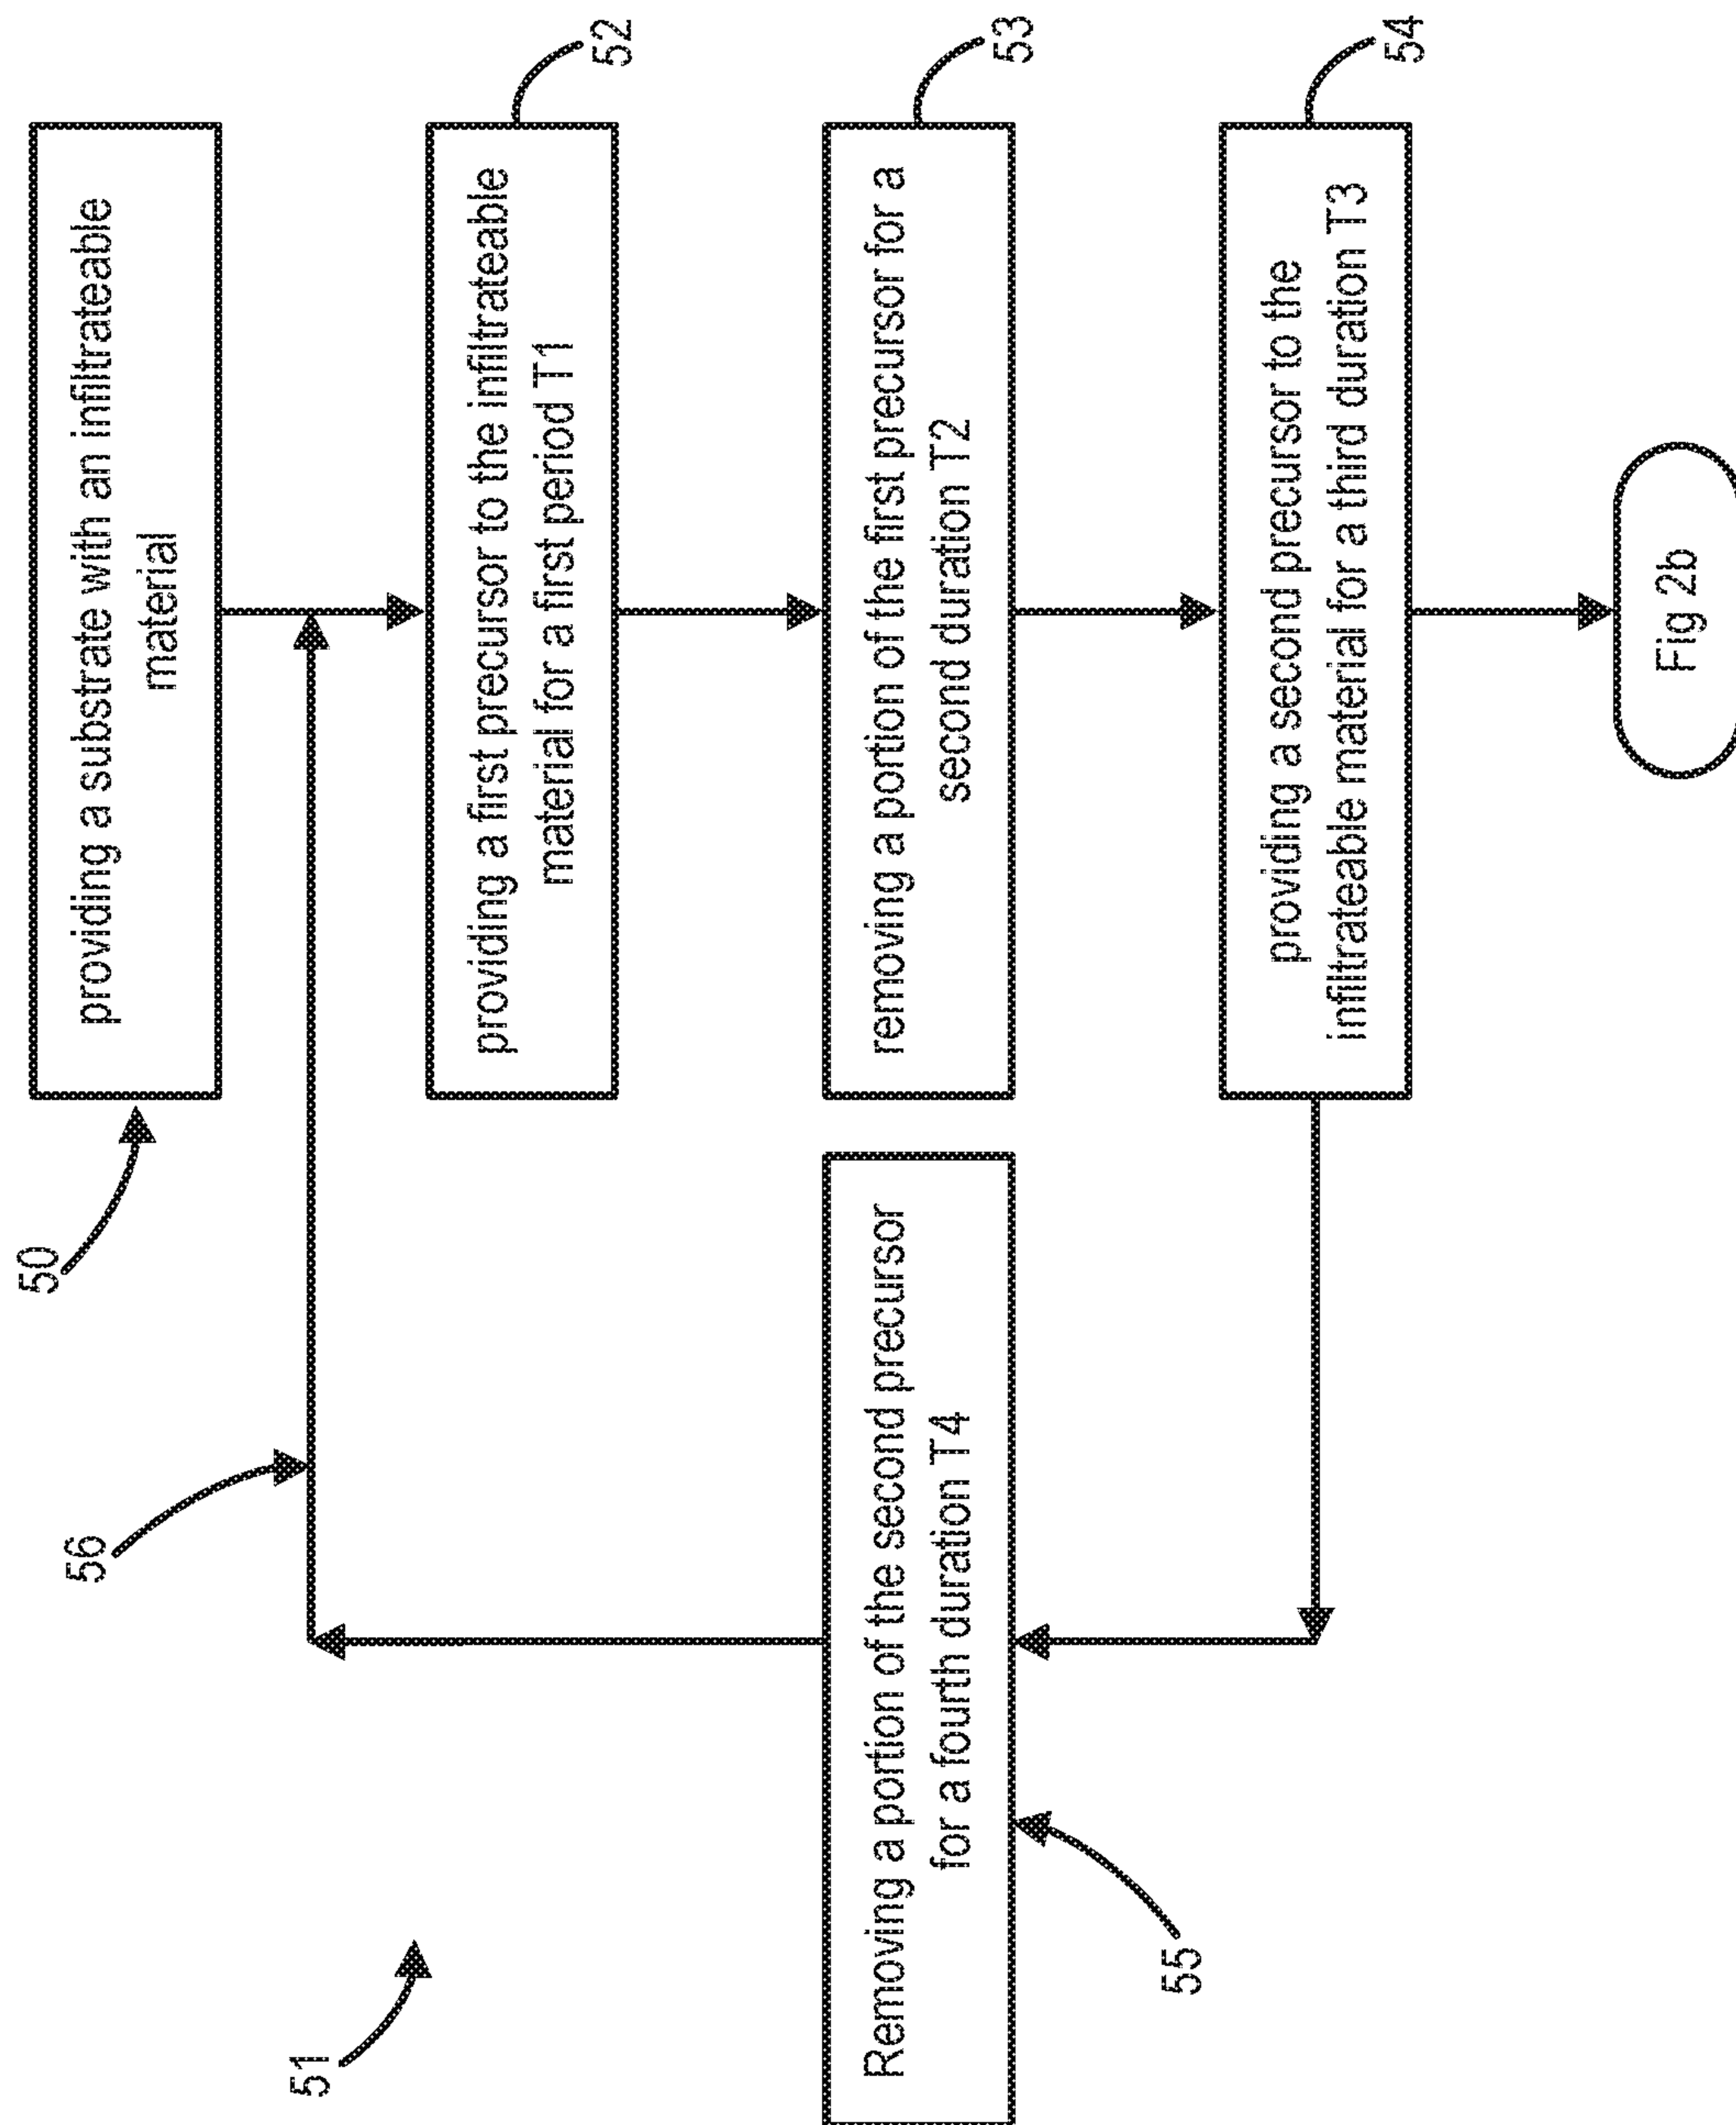 50
providing a substrate with an infiltrateable
material
56
providing a first precursor to the infiltrateable
material for a first period T1
52
51
removing a portion of the first precursor for a
second duration T2
53
Removing a portion of the second precursor
for a fourth duration T4
55
providing a second precursor to the
infiltrateable material for a third duration T3
54
Fig 2b